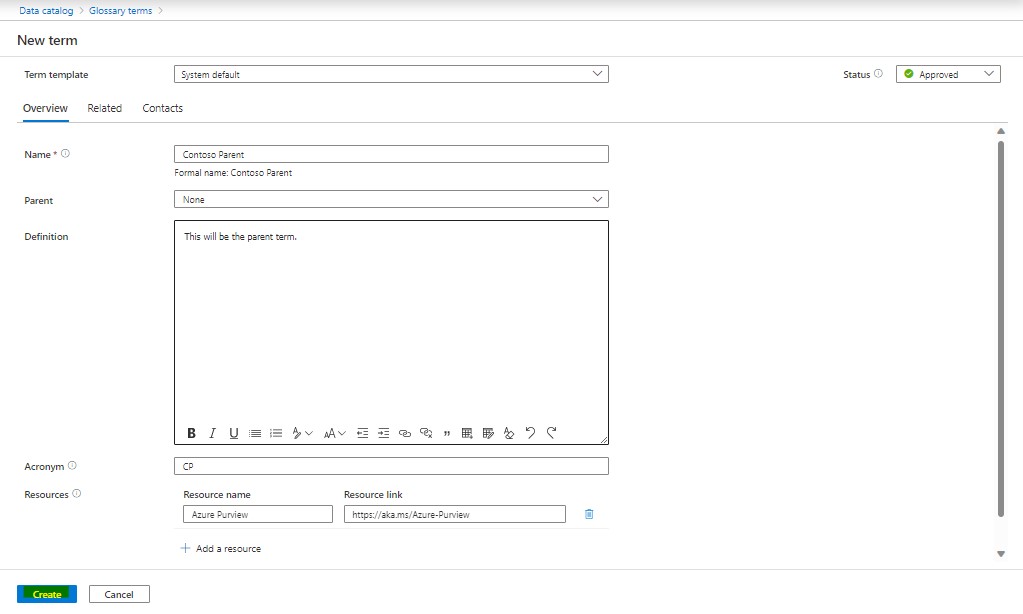 Data catalog > Glossary terms >
New term
Term template System default Status Approved
Overview Related Contacts
Name * Contoso Parent
Formal name: Contoso Parent
Parent None
Definition This will be the parent term.
B I U A AA "
Acronym CP
Resources Resource name Resource link
Azure Purview https://aka.ms/Azure-Purview
+ Add a resource
Create Cancel